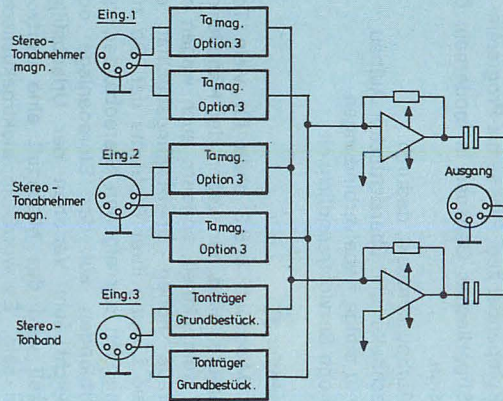 Eing.1
Stereo-
Tonabnehmer
magn.
Ta mag.
Option 3
Ta mag.
Option 3
Eing.2
Stereo-
Tonabnehmer
magn.
Ta mag.
Option 3
Ta mag.
Option 3
Ausgang
Eing.3
Stereo-
Tonband
Tonträger
Grundbestück.
Tonträger
Grundbestück.